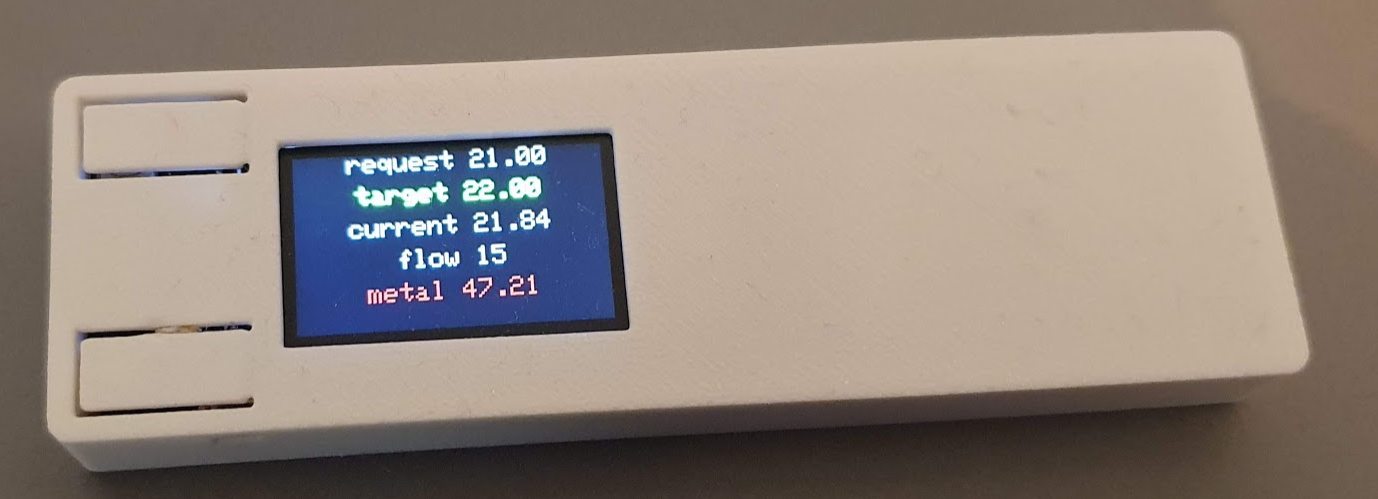 request 21.00
target 22.00
current 21.84
flow 15
metal 47.21